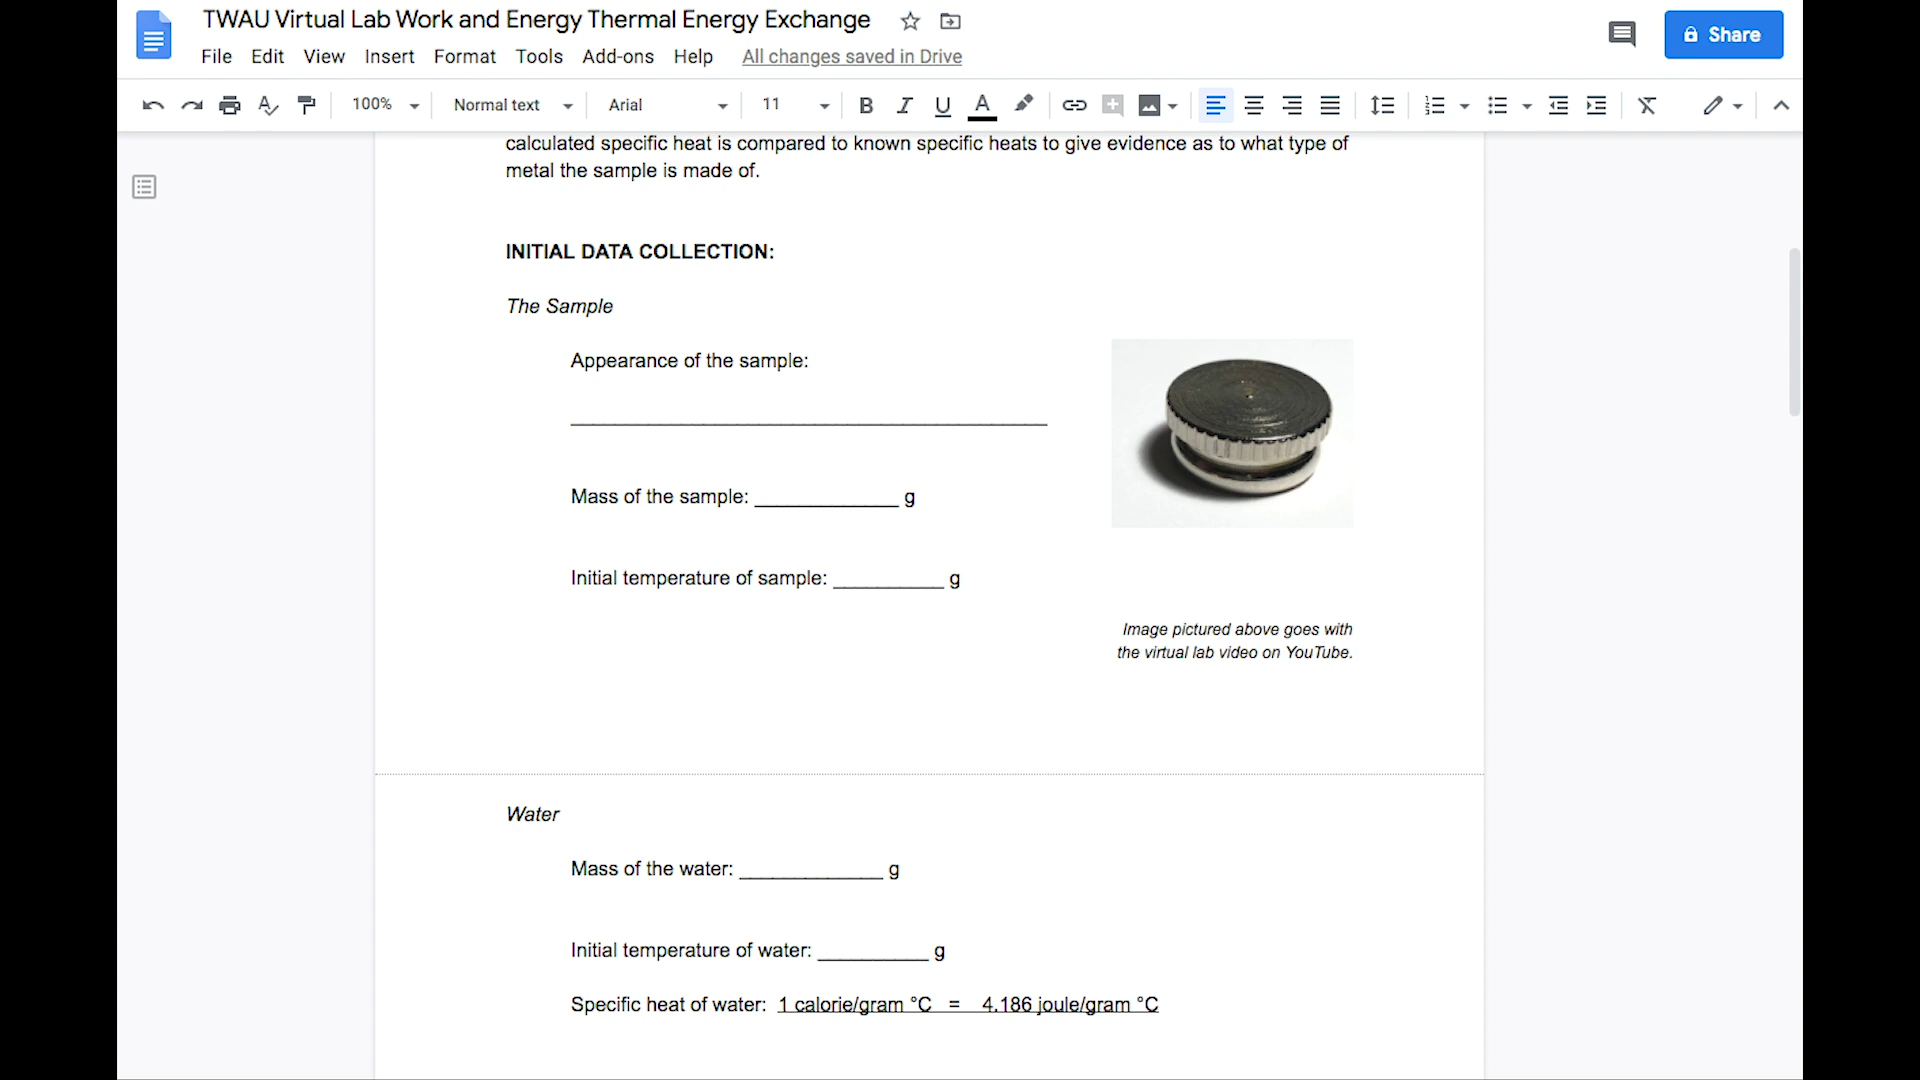 TWAU Virtual Lab Work and Energy Thermal Energy Exchange
File Edit View Insert Format Tools Add-ons Help All changes saved in Drive
Share
100% Normal text Arial 11 B I U A
calculated specific heat is compared to known specific heats to give evidence as to what type of
metal the sample is made of.
INITIAL DATA COLLECTION:
The Sample
Appearance of the sample:
Mass of the sample: _____________ g
Initial temperature of sample: __________ g
Image pictured above goes with
the virtual lab video on YouTube.
Water
Mass of the water: _____________ g
Initial temperature of water: __________ g
Specific heat of water: 1 calorie/gram °C = 4.186 joule/gram °C